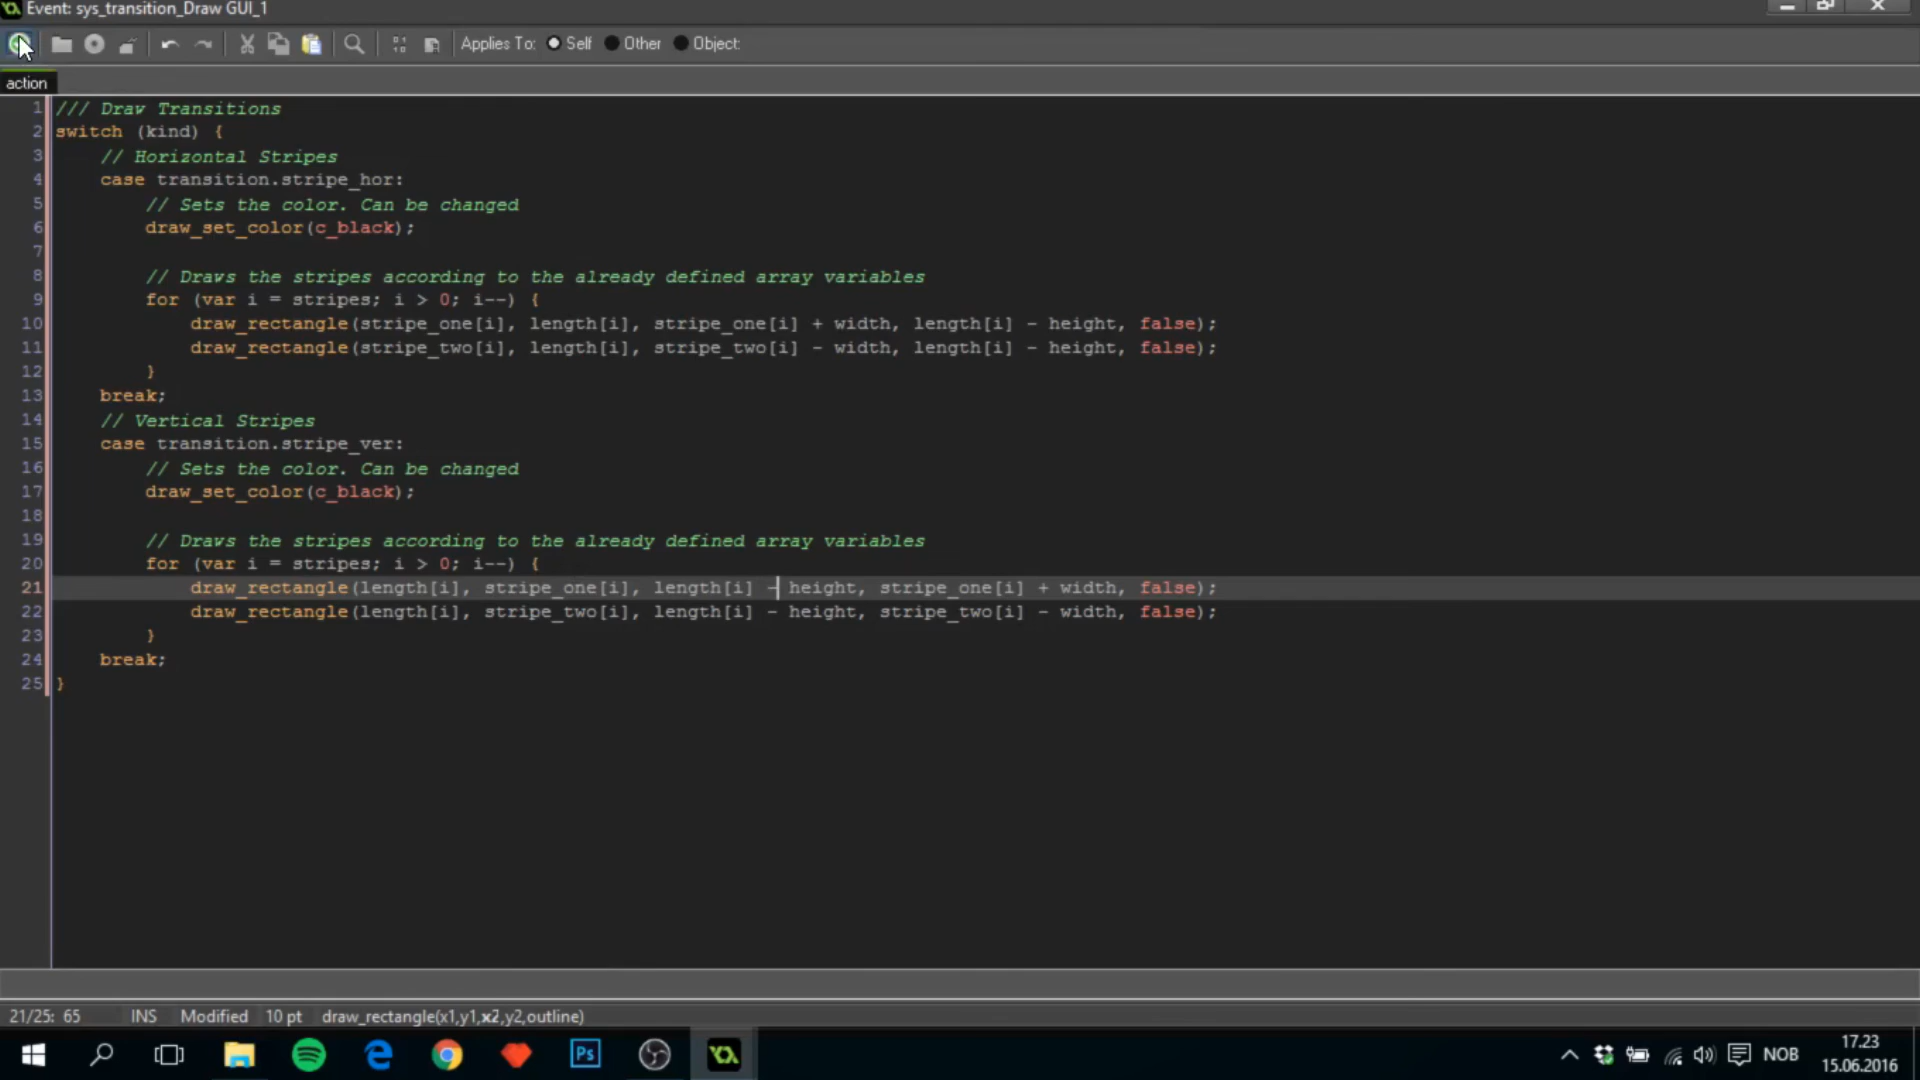 Event: sys_transition_Draw GUI_1
Applies To: Self Other Object:
action
1 /// Draw Transitions
2 switch (kind) {
3 // Horizontal Stripes
4 case transition.stripe_hor:
5 // Sets the color. Can be changed
6 draw_set_color(c_black);
7
8 // Draws the stripes according to the already defined array variables
9 for (var i = stripes; i > 0; i--) {
10 draw_rectangle(stripe_one[i], length[i], stripe_one[i] + width, length[i] - height, false);
11 draw_rectangle(stripe_two[i], length[i], stripe_two[i] - width, length[i] - height, false);
12 }
13 break;
14 // Vertical Stripes
15 case transition.stripe_ver:
16 // Sets the color. Can be changed
17 draw_set_color(c_black);
18
19 // Draws the stripes according to the already defined array variables
20 for (var i = stripes; i > 0; i--) {
21 draw_rectangle(length[i], stripe_one[i], length[i] - height, stripe_one[i] + width, false);
22 draw_rectangle(length[i], stripe_two[i], length[i] - height, stripe_two[i] - width, false);
23 }
24 break;
25 }
21/25: 65 INS Modified 10 pt draw_rectangle(x1,y1,x2,y2,outline)
Ps
NOB
17.23
15.06.2016